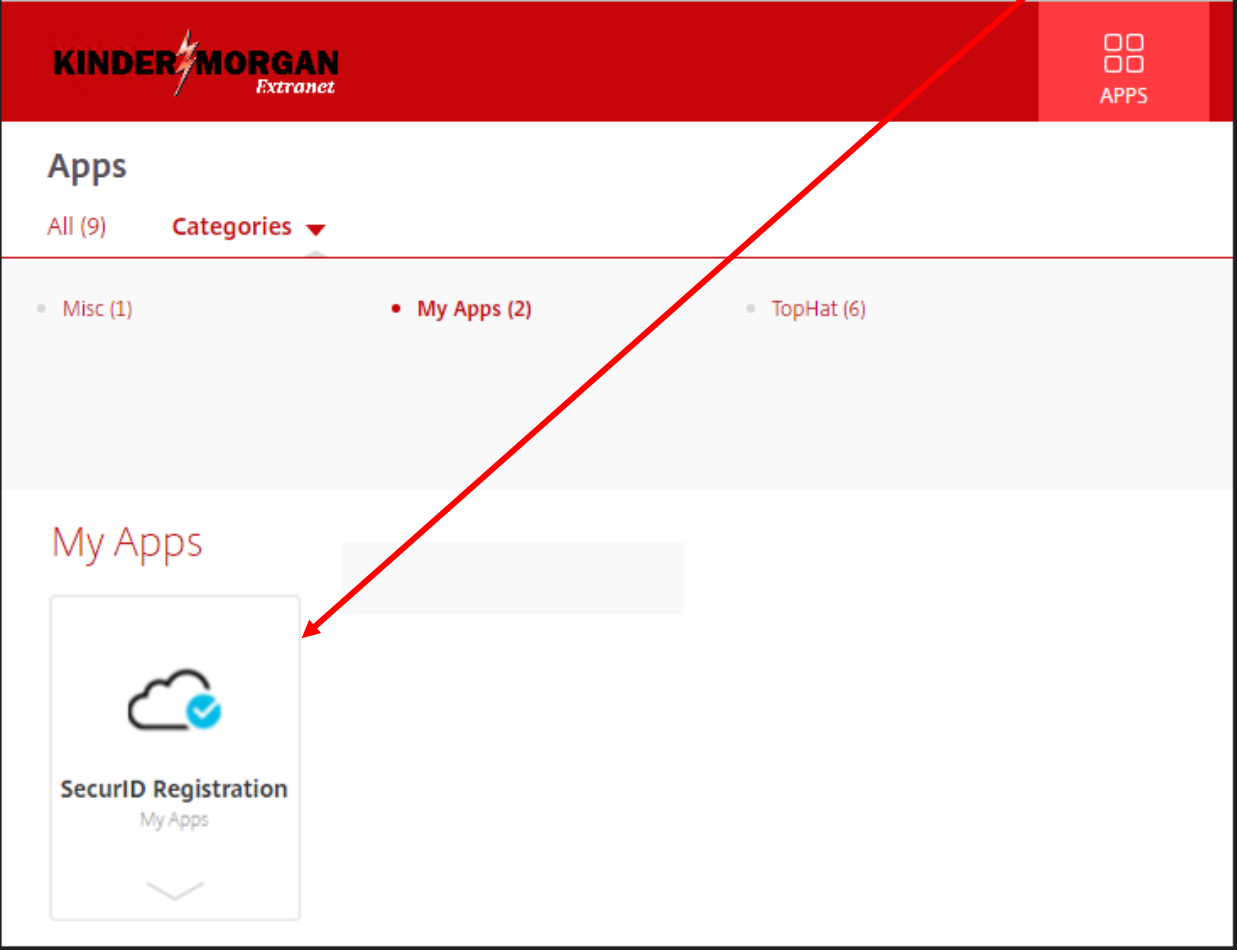 KINDER MORGAN
Extranet
APPS
Apps
All (9) Categories
Misc (1) My Apps (2) TopHat (6)
My Apps
SecurID Registration
My Apps